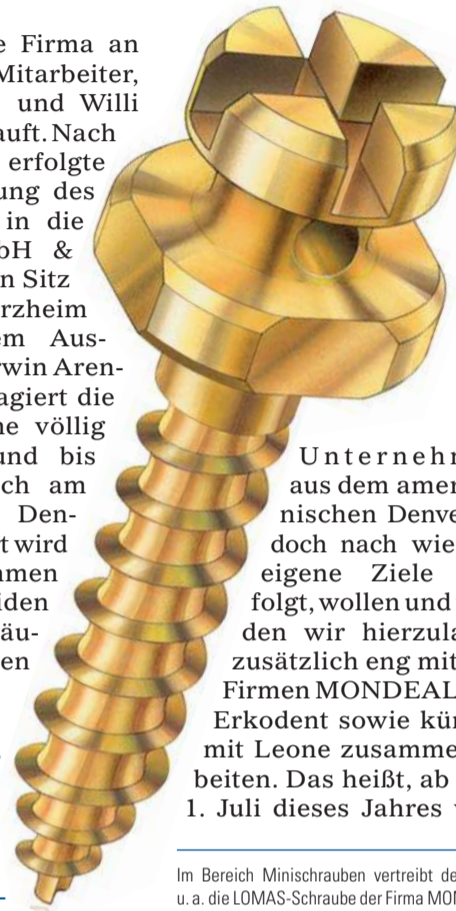 e Firma an
Mitarbeiter,
und Willi
auft. Nach
erfolgte
ung des
in die
bH &
n Sitz
rzheim
em Aus-
rwin Aren-
agiert die
ne völlig
und bis
ch am
Den-
t wird
men
iden
äu-
en
Unternehr
aus dem amer
nischen Denve
doch nach wie
eigene Ziele
folgt, wollen und
den wir hierzula
zusätzlich eng mit
Firmen MONDEAL
Erkodent sowie kür
mit Leone zusamme
beiten. Das heißt, ab
1. Juli dieses Jahres
Im Bereich Minischrauben vertreibt de
u. a. die LOMAS-Schraube der Firma MON